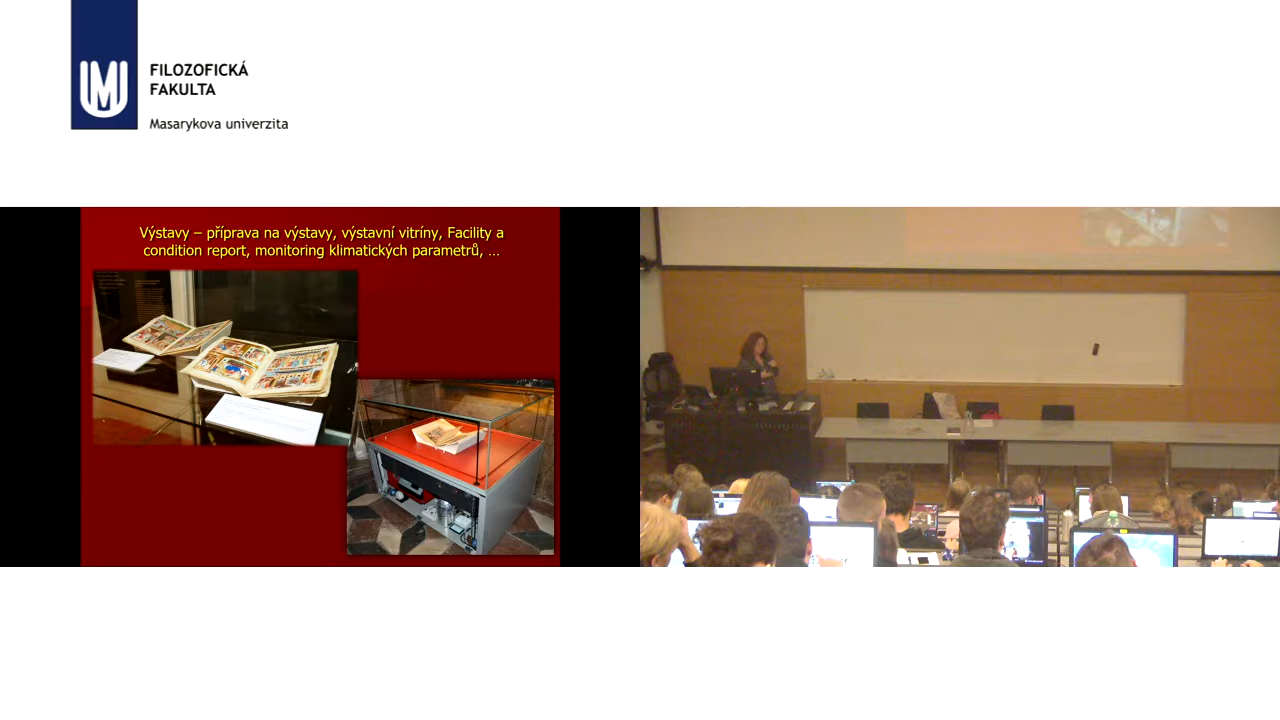 FILOZOFICKÁ
FAKULTA
Masarykova univerzita
Výstavy – příprava na výstavy, výstavní vitríny, Facility a
condition report, monitoring klimatických parametrů, …